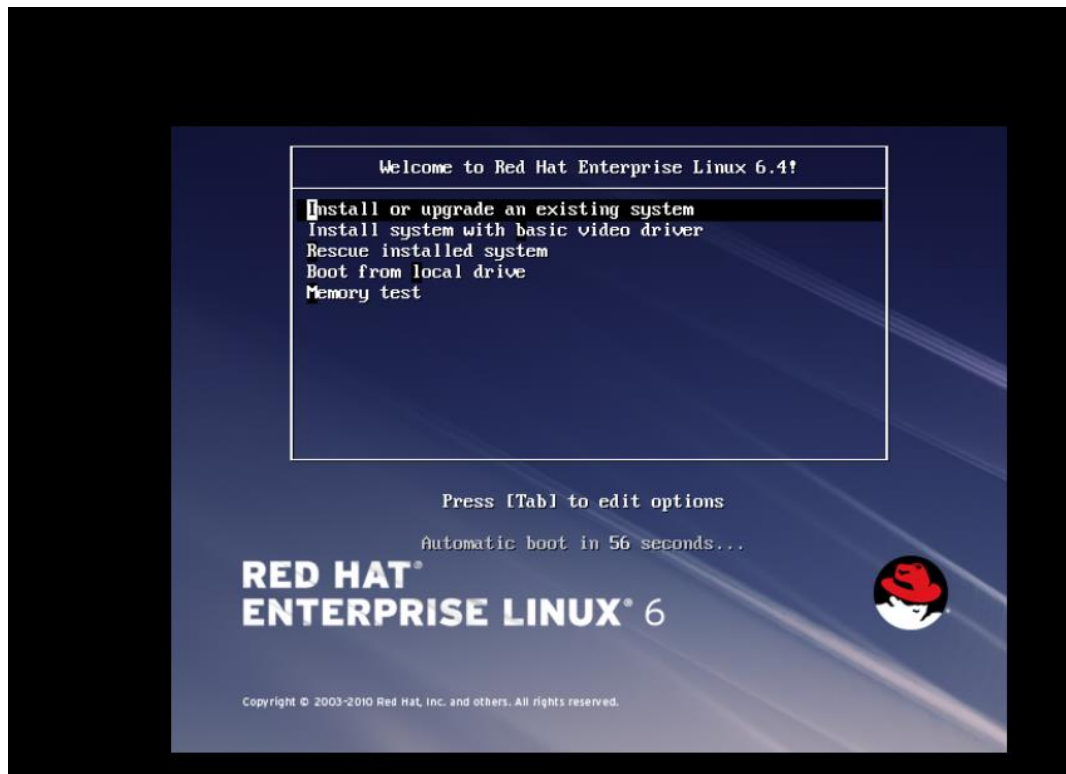 Welcome to Red Hat Enterprise Linux 6.4!
Install or upgrade an existing system
Install system with basic video driver
Rescue installed system
Boot from local drive
Memory test
Press [Tab] to edit options
Automatic boot in 56 seconds...
RED HAT®
ENTERPRISE LINUX® 6
Copyright © 2003-2010 Red Hat, Inc. and others. All rights reserved.